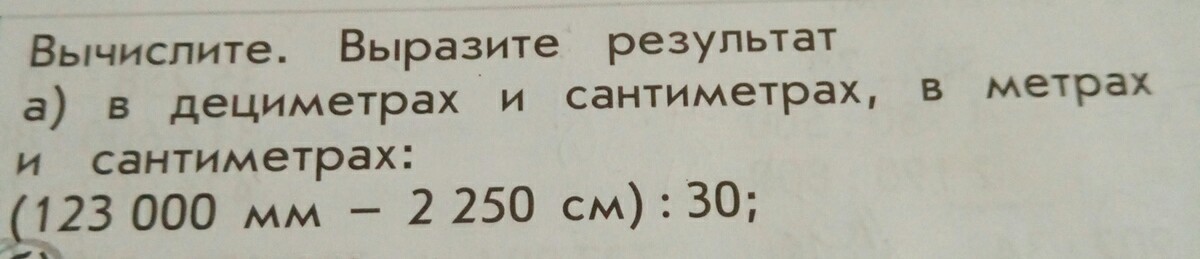 Вычислите. Выразите результат
а) в дециметрах и сантиметрах, в метрах
и сантиметрах:
(123 000 мм – 2 250 см) : 30;